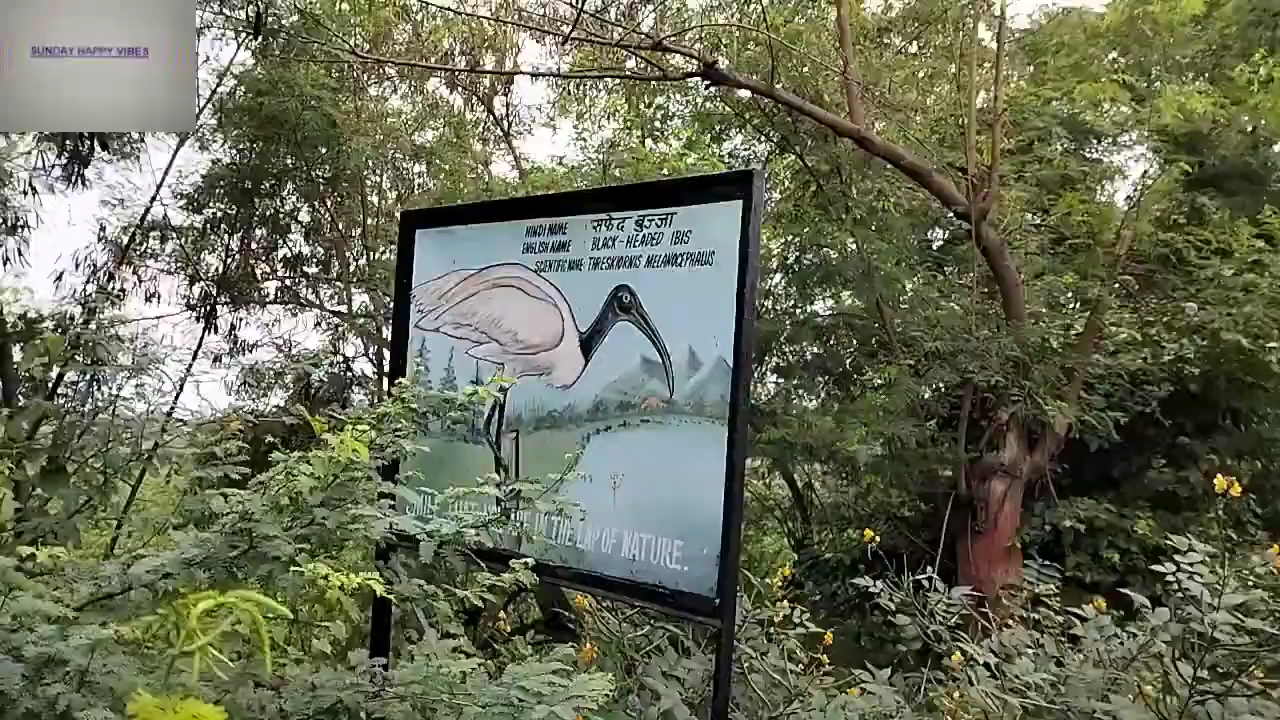 SUNDAY HAPPY VIBES
HINDI NAME : सफेद बुज्जा
ENGLISH NAME : BLACK-HEADED IBIS
SCIENTIFIC NAME: THRESKIORNIS MELANOCEPHALUS
IN THE LAP OF NATURE.